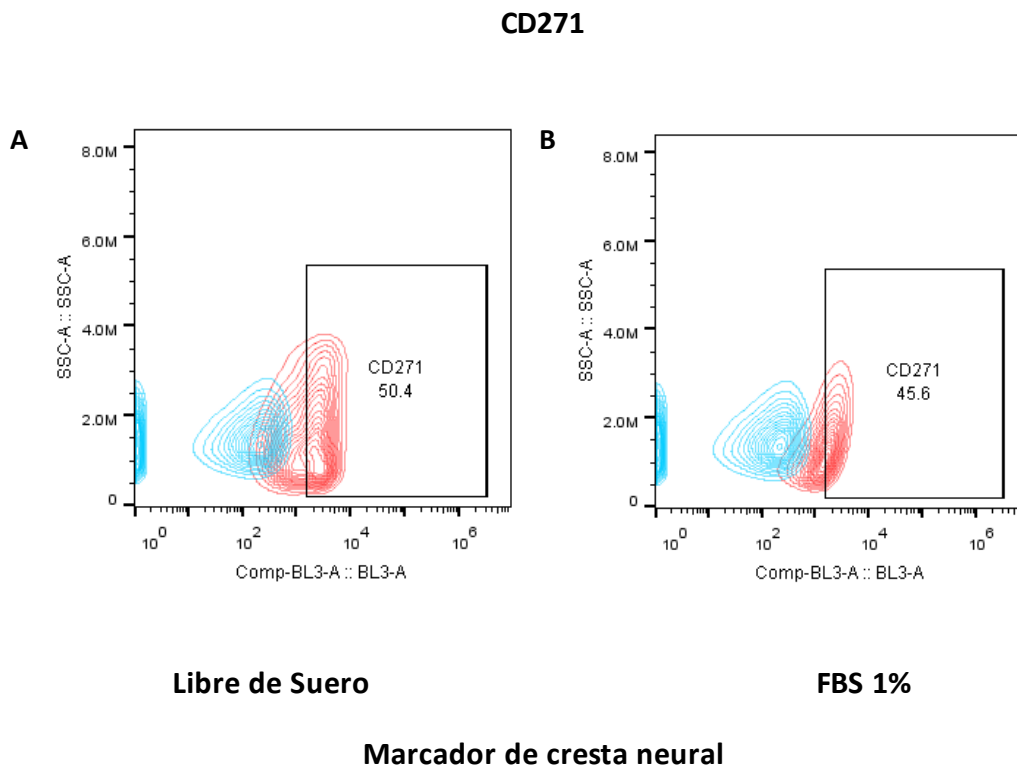 CD271
A
8.0M
6.0M
4.0M
2.0M
0
SSC-A :: SSC-A
CD271
50.4
10^0 10^2 10^4 10^6
Comp-BL3-A :: BL3-A
B
8.0M
6.0M
4.0M
2.0M
0
SSC-A :: SSC-A
CD271
45.6
10^0 10^2 10^4 10^6
Comp-BL3-A :: BL3-A
Libre de Suero
FBS 1%
Marcador de cresta neural